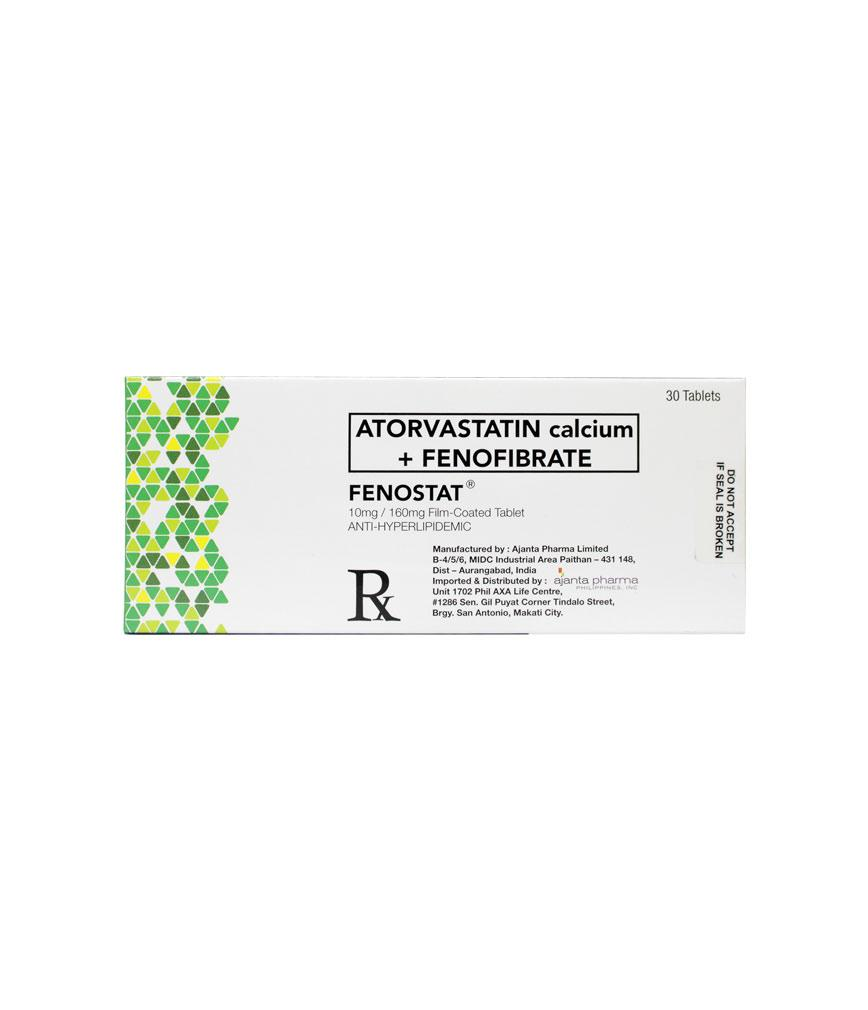 30 Tablets
ATORVASTATIN calcium
+ FENOFIBRATE
FENOSTAT®
10mg / 160mg Film-Coated Tablet
ANTI-HYPERLIPIDEMIC
DO NOT ACCEPT
IF SEAL IS BROKEN
Rx
Manufactured by : Ajanta Pharma Limited
B-4/5/6, MIDC Industrial Area Paithan – 431 148,
Dist – Aurangabad, India
Imported & Distributed by : ajanta pharma
PHILIPPINES, INC
Unit 1702 Phil AXA Life Centre,
#1286 Sen. Gil Puyat Corner Tindalo Street,
Brgy. San Antonio, Makati City.